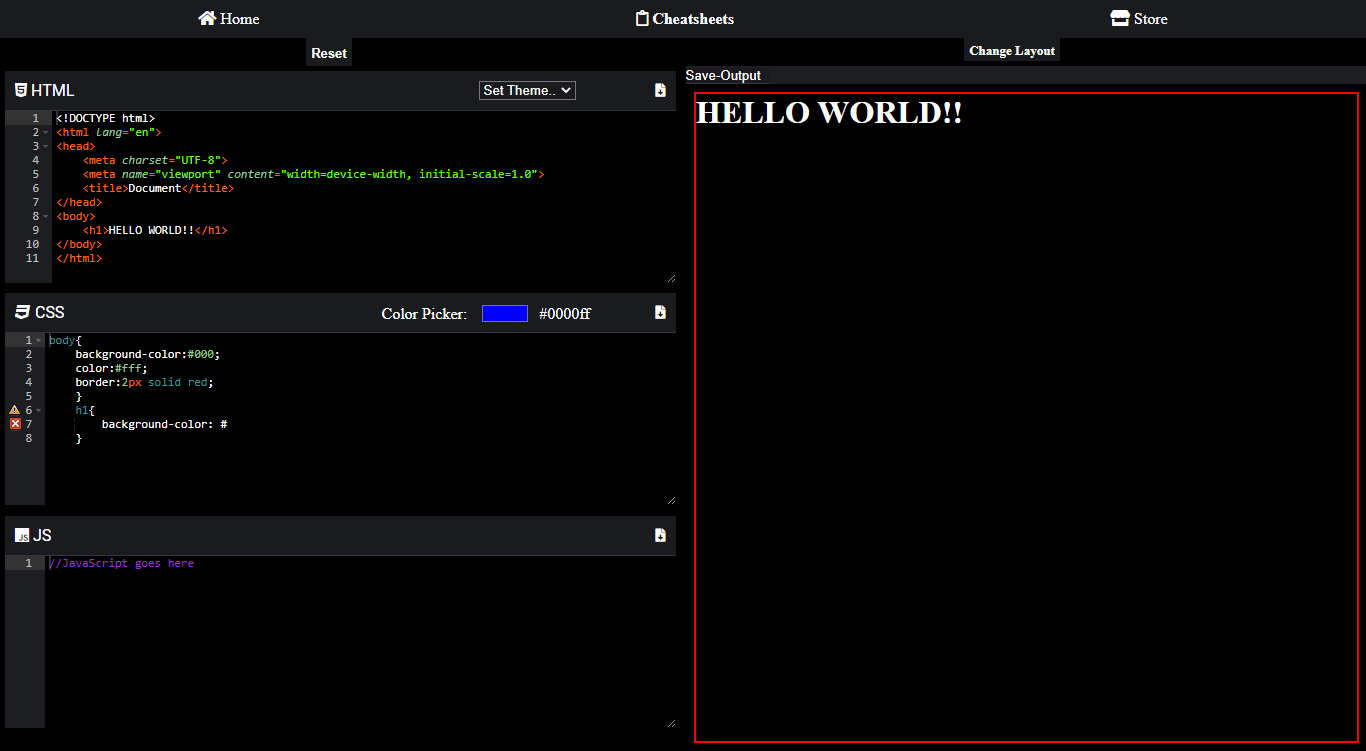 Home Cheatsheets Store
Reset
Change Layout
HTML Set Theme..
1 <!DOCTYPE html>
2 <html lang="en">
3 <head>
4     <meta charset="UTF-8">
5     <meta name="viewport" content="width=device-width, initial-scale=1.0">
6     <title>Document</title>
7 </head>
8 <body>
9     <h1>HELLO WORLD!!</h1>
10 </body>
11 </html>
CSS Color Picker: #0000ff
1 body{
2     background-color:#000;
3     color:#fff;
4     border:2px solid red;
5     }
6     h1{
7         background-color: #
8     }
JS
JS
1 //JavaScript goes here
Save-Output
HELLO WORLD!!